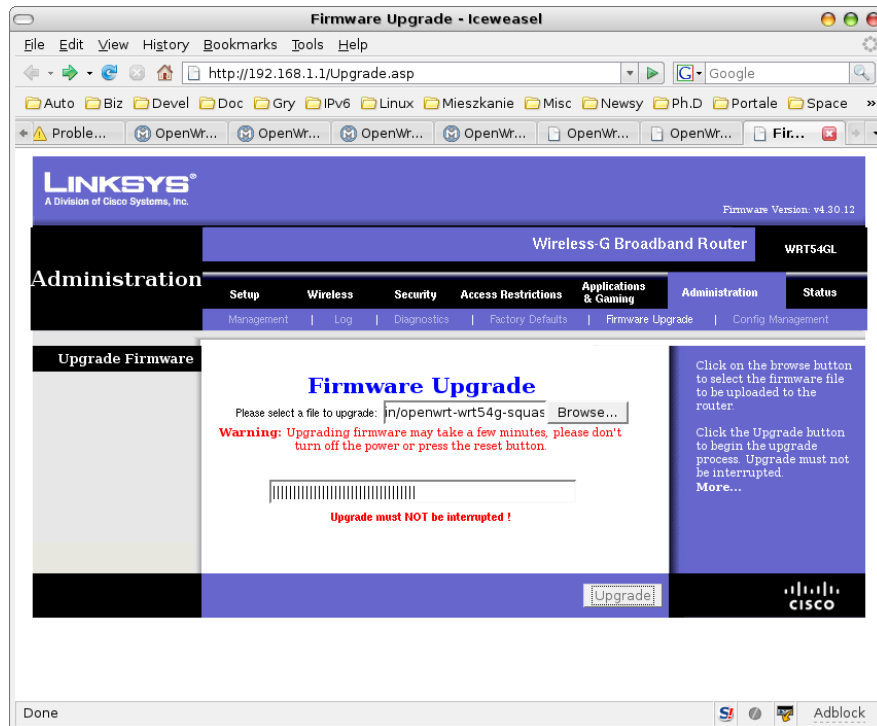 Firmware Upgrade - Iceweasel
File Edit View History Bookmarks Tools Help
http://192.168.1.1/Upgrade.asp G Google
Auto Biz Devel Doc Gry IPv6 Linux Mieszkanie Misc Newsy Ph.D Portale Space »
Proble... OpenWr... OpenWr... OpenWr... OpenWr... OpenWr... OpenWr... Fir...
LINKSYS®
A Division of Cisco Systems, Inc.
Firmware Version: v4.30.12
Wireless-G Broadband Router WRT54GL
Administration
Setup Wireless Security Access Restrictions Applications & Gaming Administration Status
Management | Log | Diagnostics | Factory Defaults | Firmware Upgrade | Config Management
Upgrade Firmware
Firmware Upgrade
Please select a file to upgrade: in/openwrt-wrt54g-squas Browse...
Warning: Upgrading firmware may take a few minutes, please don't
turn off the power or press the reset button.
Upgrade must NOT be interrupted !
Click on the browse button
to select the firmware file
to be uploaded to the
router.
Click the Upgrade button
to begin the upgrade
process. Upgrade must not
be interrupted.
More...
Upgrade
CISCO
Done S! Adblock